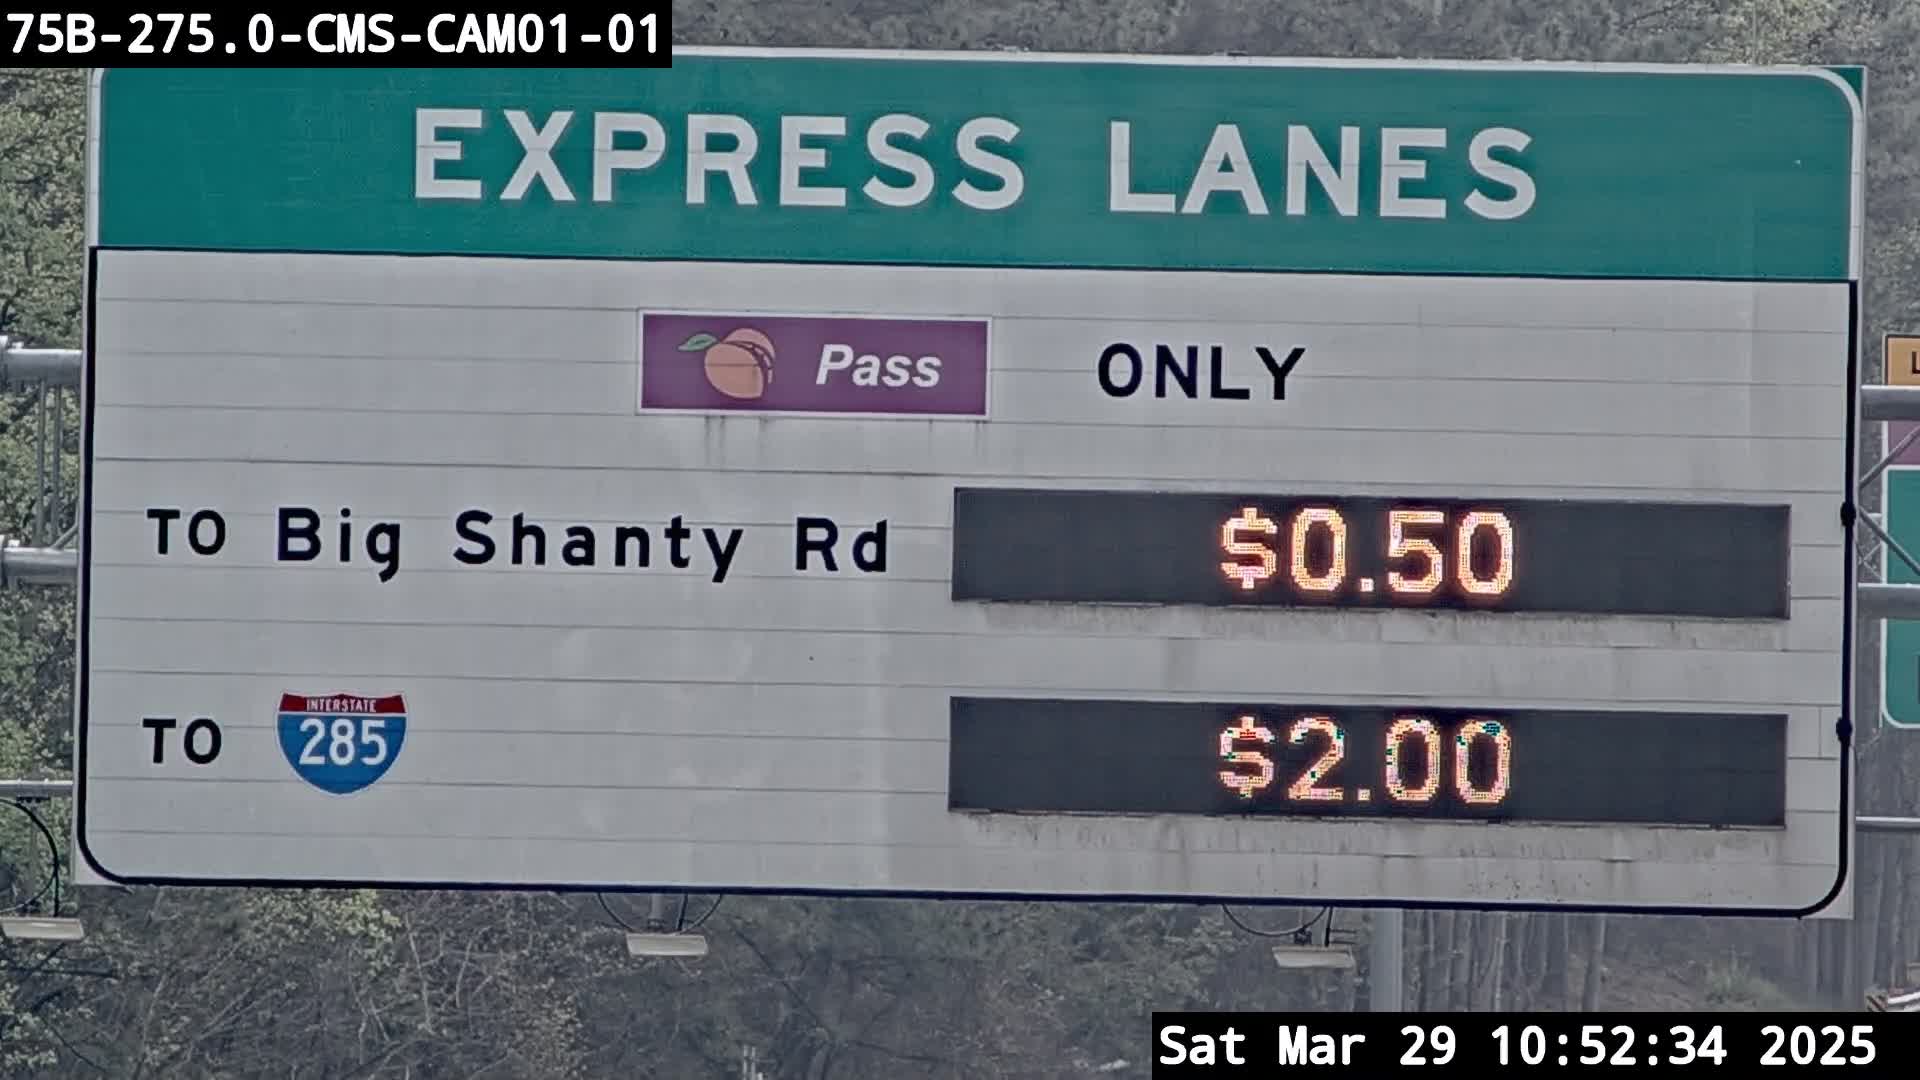 75B-275.0-CMS-CAM01-01
EXPRESS LANES
Pass ONLY
TO Big Shanty Rd $0.50
TO INTERSTATE 285 $2.00
Sat Mar 29 10:52:34 2025